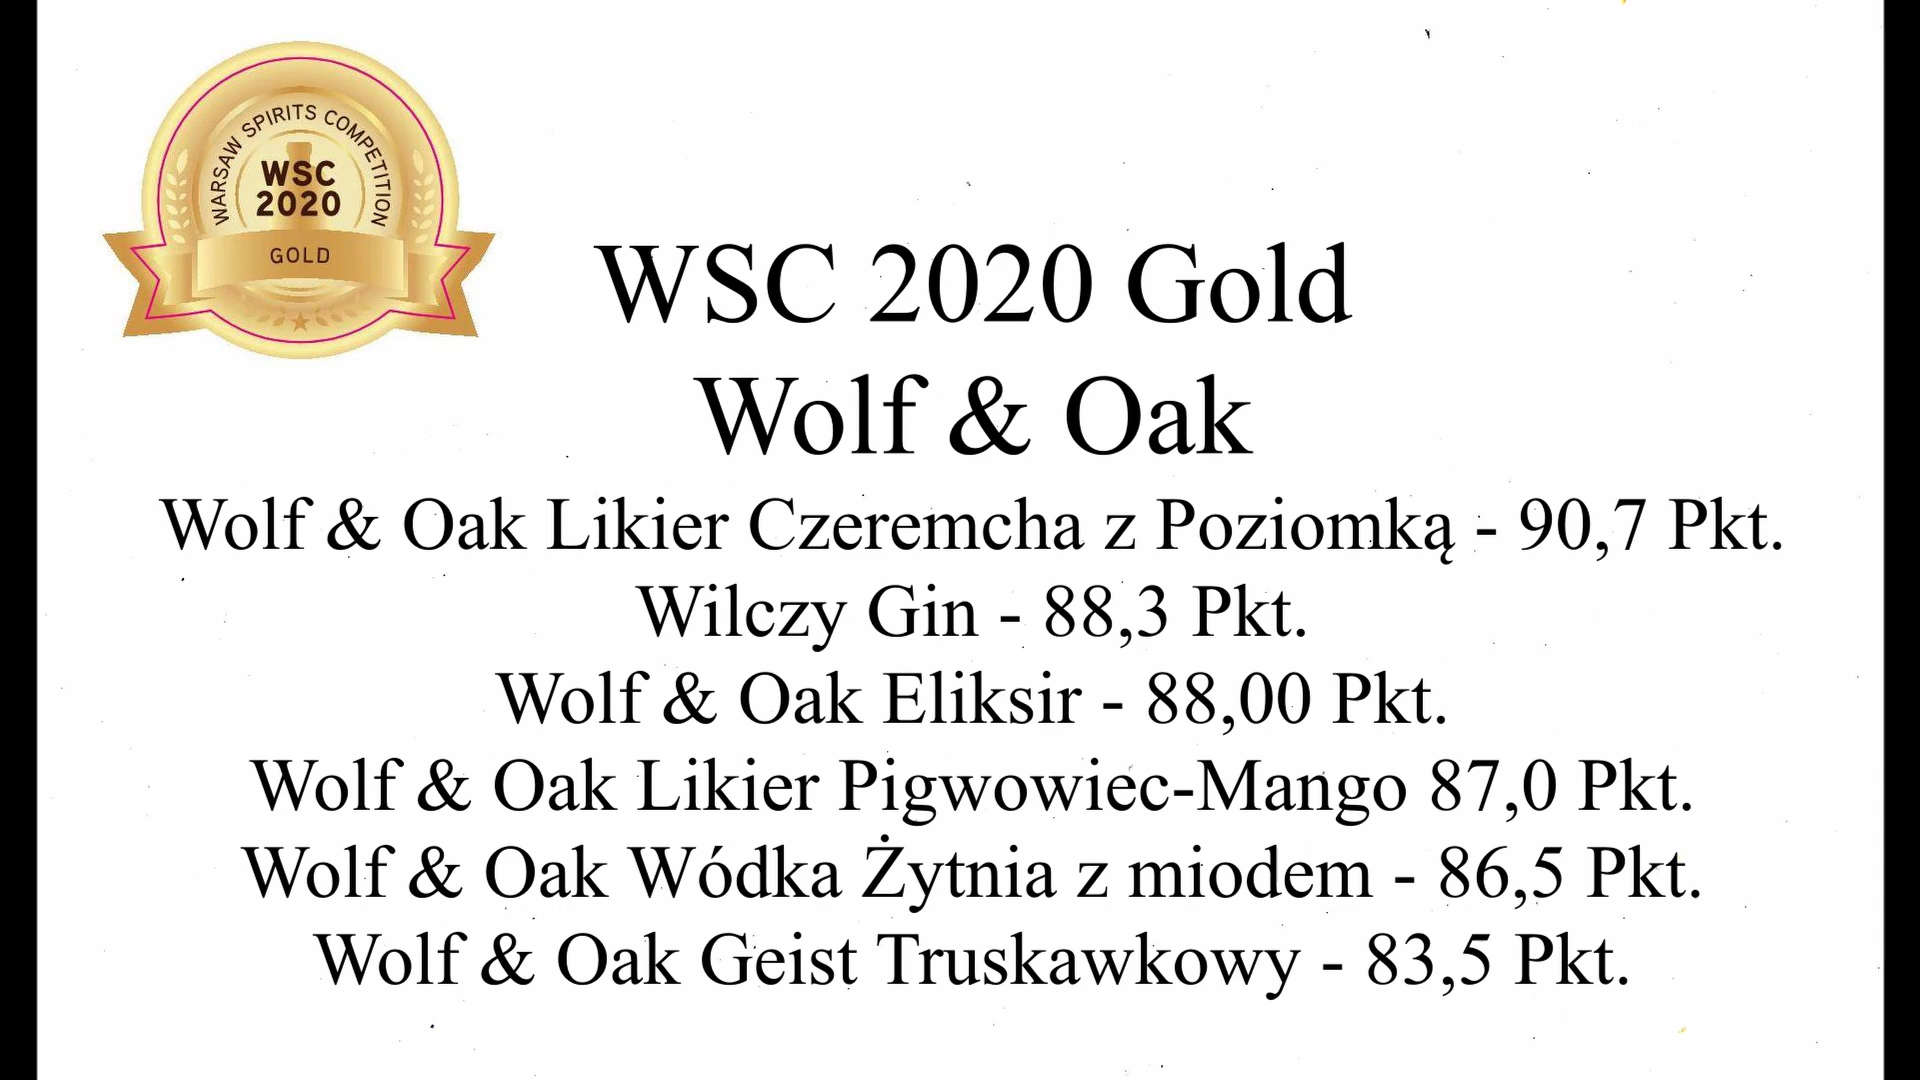 WARSAW SPIRITS COMPETITION
WSC
2020
GOLD
WSC 2020 Gold
Wolf & Oak
Wolf & Oak Likier Czeremcha z Poziomką - 90,7 Pkt.
Wilczy Gin - 88,3 Pkt.
Wolf & Oak Eliksir - 88,00 Pkt.
Wolf & Oak Likier Pigwowiec-Mango 87,0 Pkt.
Wolf & Oak Wódka Żytnia z miodem - 86,5 Pkt.
Wolf & Oak Geist Truskawkowy - 83,5 Pkt.